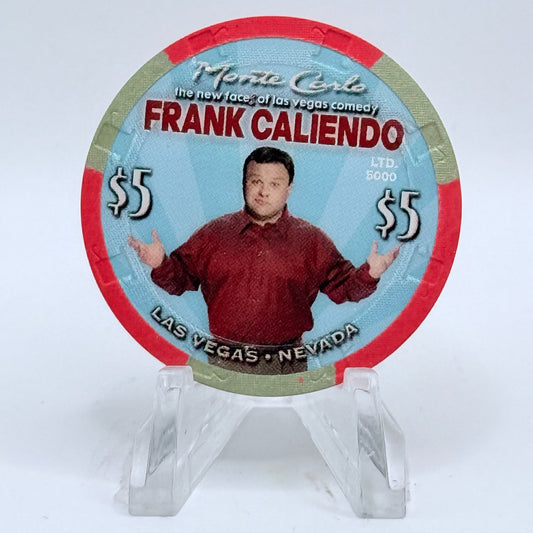 Monte Carlo
the new faces of las vegas comedy
FRANK CALIENDO
LTD.
5000
$5
$5
LAS VEGAS • NEVADA